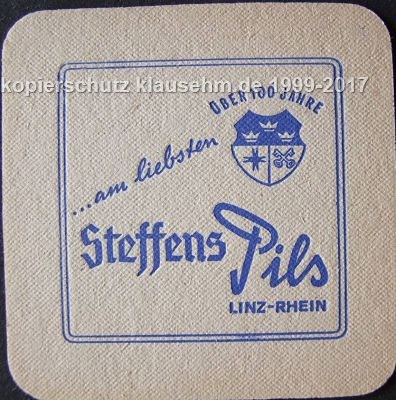 kopierschutz klausehm.de 1999-2017
ÜBER 100 JAHRE
...am liebsten
Steffens Pils
LINZ-RHEIN